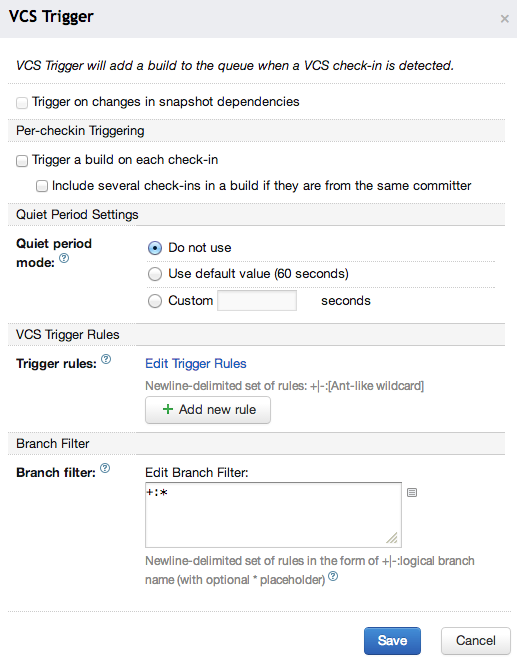 VCS Trigger
VCS Trigger will add a build to the queue when a VCS check-in is detected.
Trigger on changes in snapshot dependencies
Per-checkin Triggering
Trigger a build on each check-in
Include several check-ins in a build if they are from the same committer
Quiet Period Settings
Quiet period
mode: ?
Do not use
Use default value (60 seconds)
Custom seconds
VCS Trigger Rules
Trigger rules: ? Edit Trigger Rules
Newline-delimited set of rules: +|-:[Ant-like wildcard]
+ Add new rule
Branch Filter
Branch filter: ? Edit Branch Filter:
+:*
Newline-delimited set of rules in the form of +|-:logical branch
name (with optional * placeholder) ?
Save Cancel